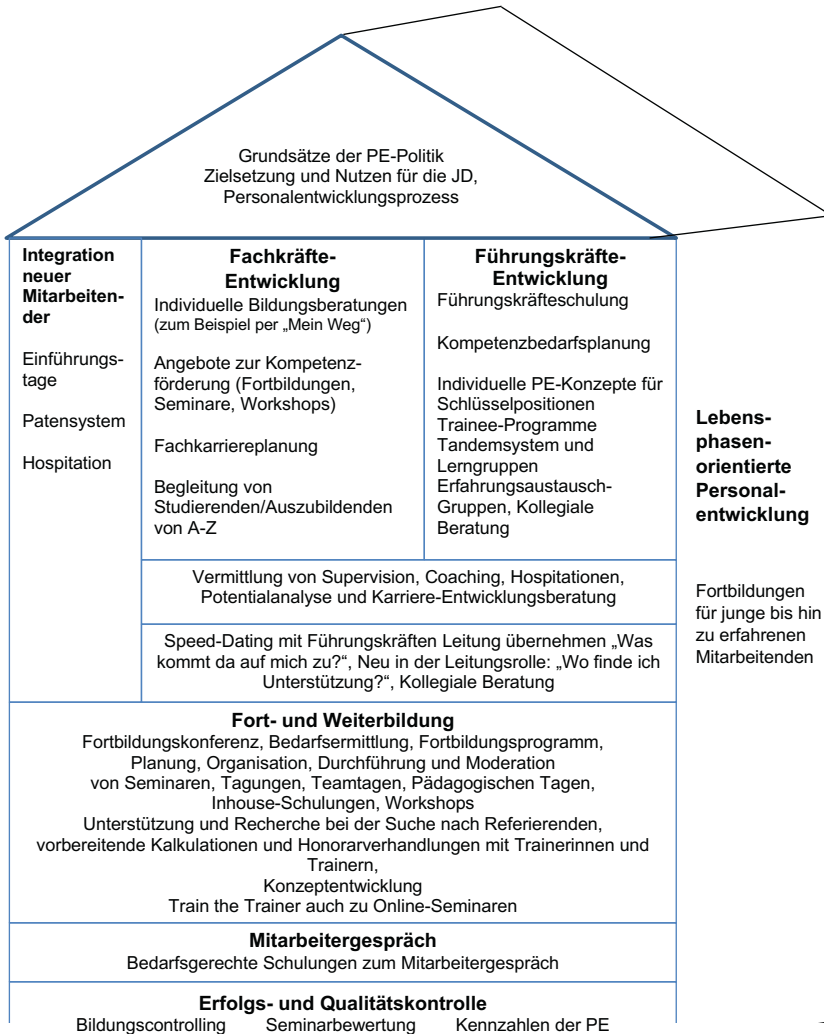 Grundsätze der PE-Politik
Zielsetzung und Nutzen für die JD,
Personalentwicklungsprozess
Integration
neuer
Mitarbeiten-
der
Einführungs-
tage
Patensystem
Hospitation
Fachkräfte-
Entwicklung
Individuelle Bildungsberatungen
(zum Beispiel per „Mein Weg“)
Angebote zur Kompetenz-
förderung (Fortbildungen,
Seminare, Workshops)
Fachkarriereplanung
Begleitung von
Studierenden/Auszubildenden
von A-Z
Führungskräfte-
Entwicklung
Führungskräfteschulung
Kompetenzbedarfsplanung
Individuelle PE-Konzepte für
Schlüsselpositionen
Trainee-Programme
Tandemsystem und
Lerngruppen
Erfahrungsaustausch-
Gruppen, Kollegiale
Beratung
Vermittlung von Supervision, Coaching, Hospitationen,
Potentialanalyse und Karriere-Entwicklungsberatung
Speed-Dating mit Führungskräften Leitung übernehmen „Was
kommt da auf mich zu?“, Neu in der Leitungsrolle: „Wo finde ich
Unterstützung?“, Kollegiale Beratung
Fort- und Weiterbildung
Fortbildungskonferenz, Bedarfsermittlung, Fortbildungsprogramm,
Planung, Organisation, Durchführung und Moderation
von Seminaren, Tagungen, Teamtagen, Pädagogischen Tagen,
Inhouse-Schulungen, Workshops
Unterstützung und Recherche bei der Suche nach Referierenden,
vorbereitende Kalkulationen und Honorarverhandlungen mit Trainerinnen und
Trainern,
Konzeptentwicklung
Train the Trainer auch zu Online-Seminaren
Mitarbeitergespräch
Bedarfsgerechte Schulungen zum Mitarbeitergespräch
Erfolgs- und Qualitätskontrolle
Bildungscontrolling Seminarbewertung Kennzahlen der PE
Lebens-
phasen-
orientierte
Personal-
entwicklung
Fortbildungen
für junge bis hin
zu erfahrenen
Mitarbeitenden